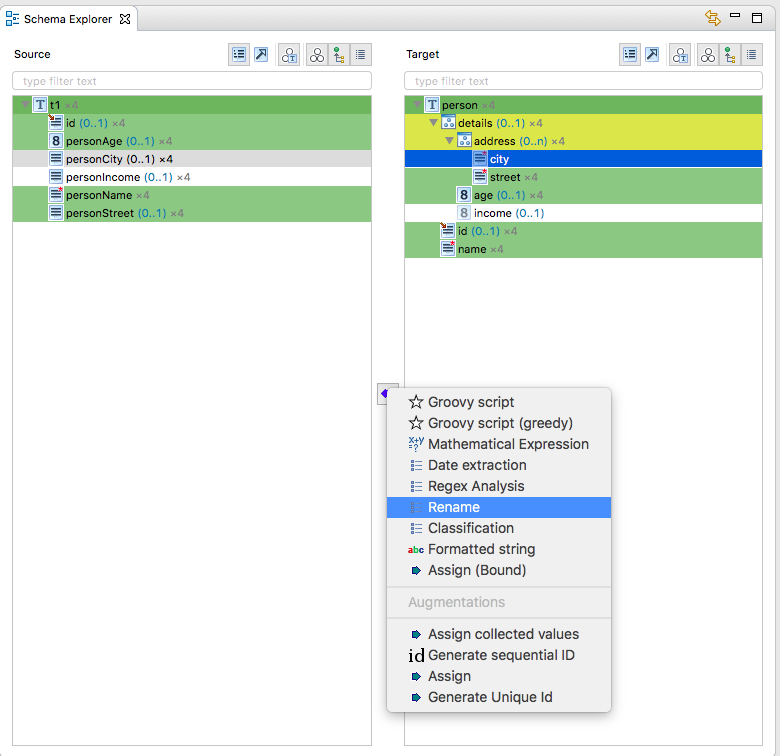 Schema Explorer
Source
type filter text
t1 ×4
id (0..1) ×4
personAge (0..1) ×4
personCity (0..1) ×4
personIncome (0..1) ×4
personName ×4
personStreet (0..1) ×4
Target
type filter text
person ×4
details (0..1) ×4
address (0..n) ×4
city
street ×4
age (0..1) ×4
income (0..1)
id (0..1) ×4
name ×4
Groovy script
Groovy script (greedy)
Mathematical Expression
Date extraction
Regex Analysis
Rename
Classification
abc Formatted string
Assign (Bound)
Augmentations
Assign collected values
id Generate sequential ID
Assign
Generate Unique Id